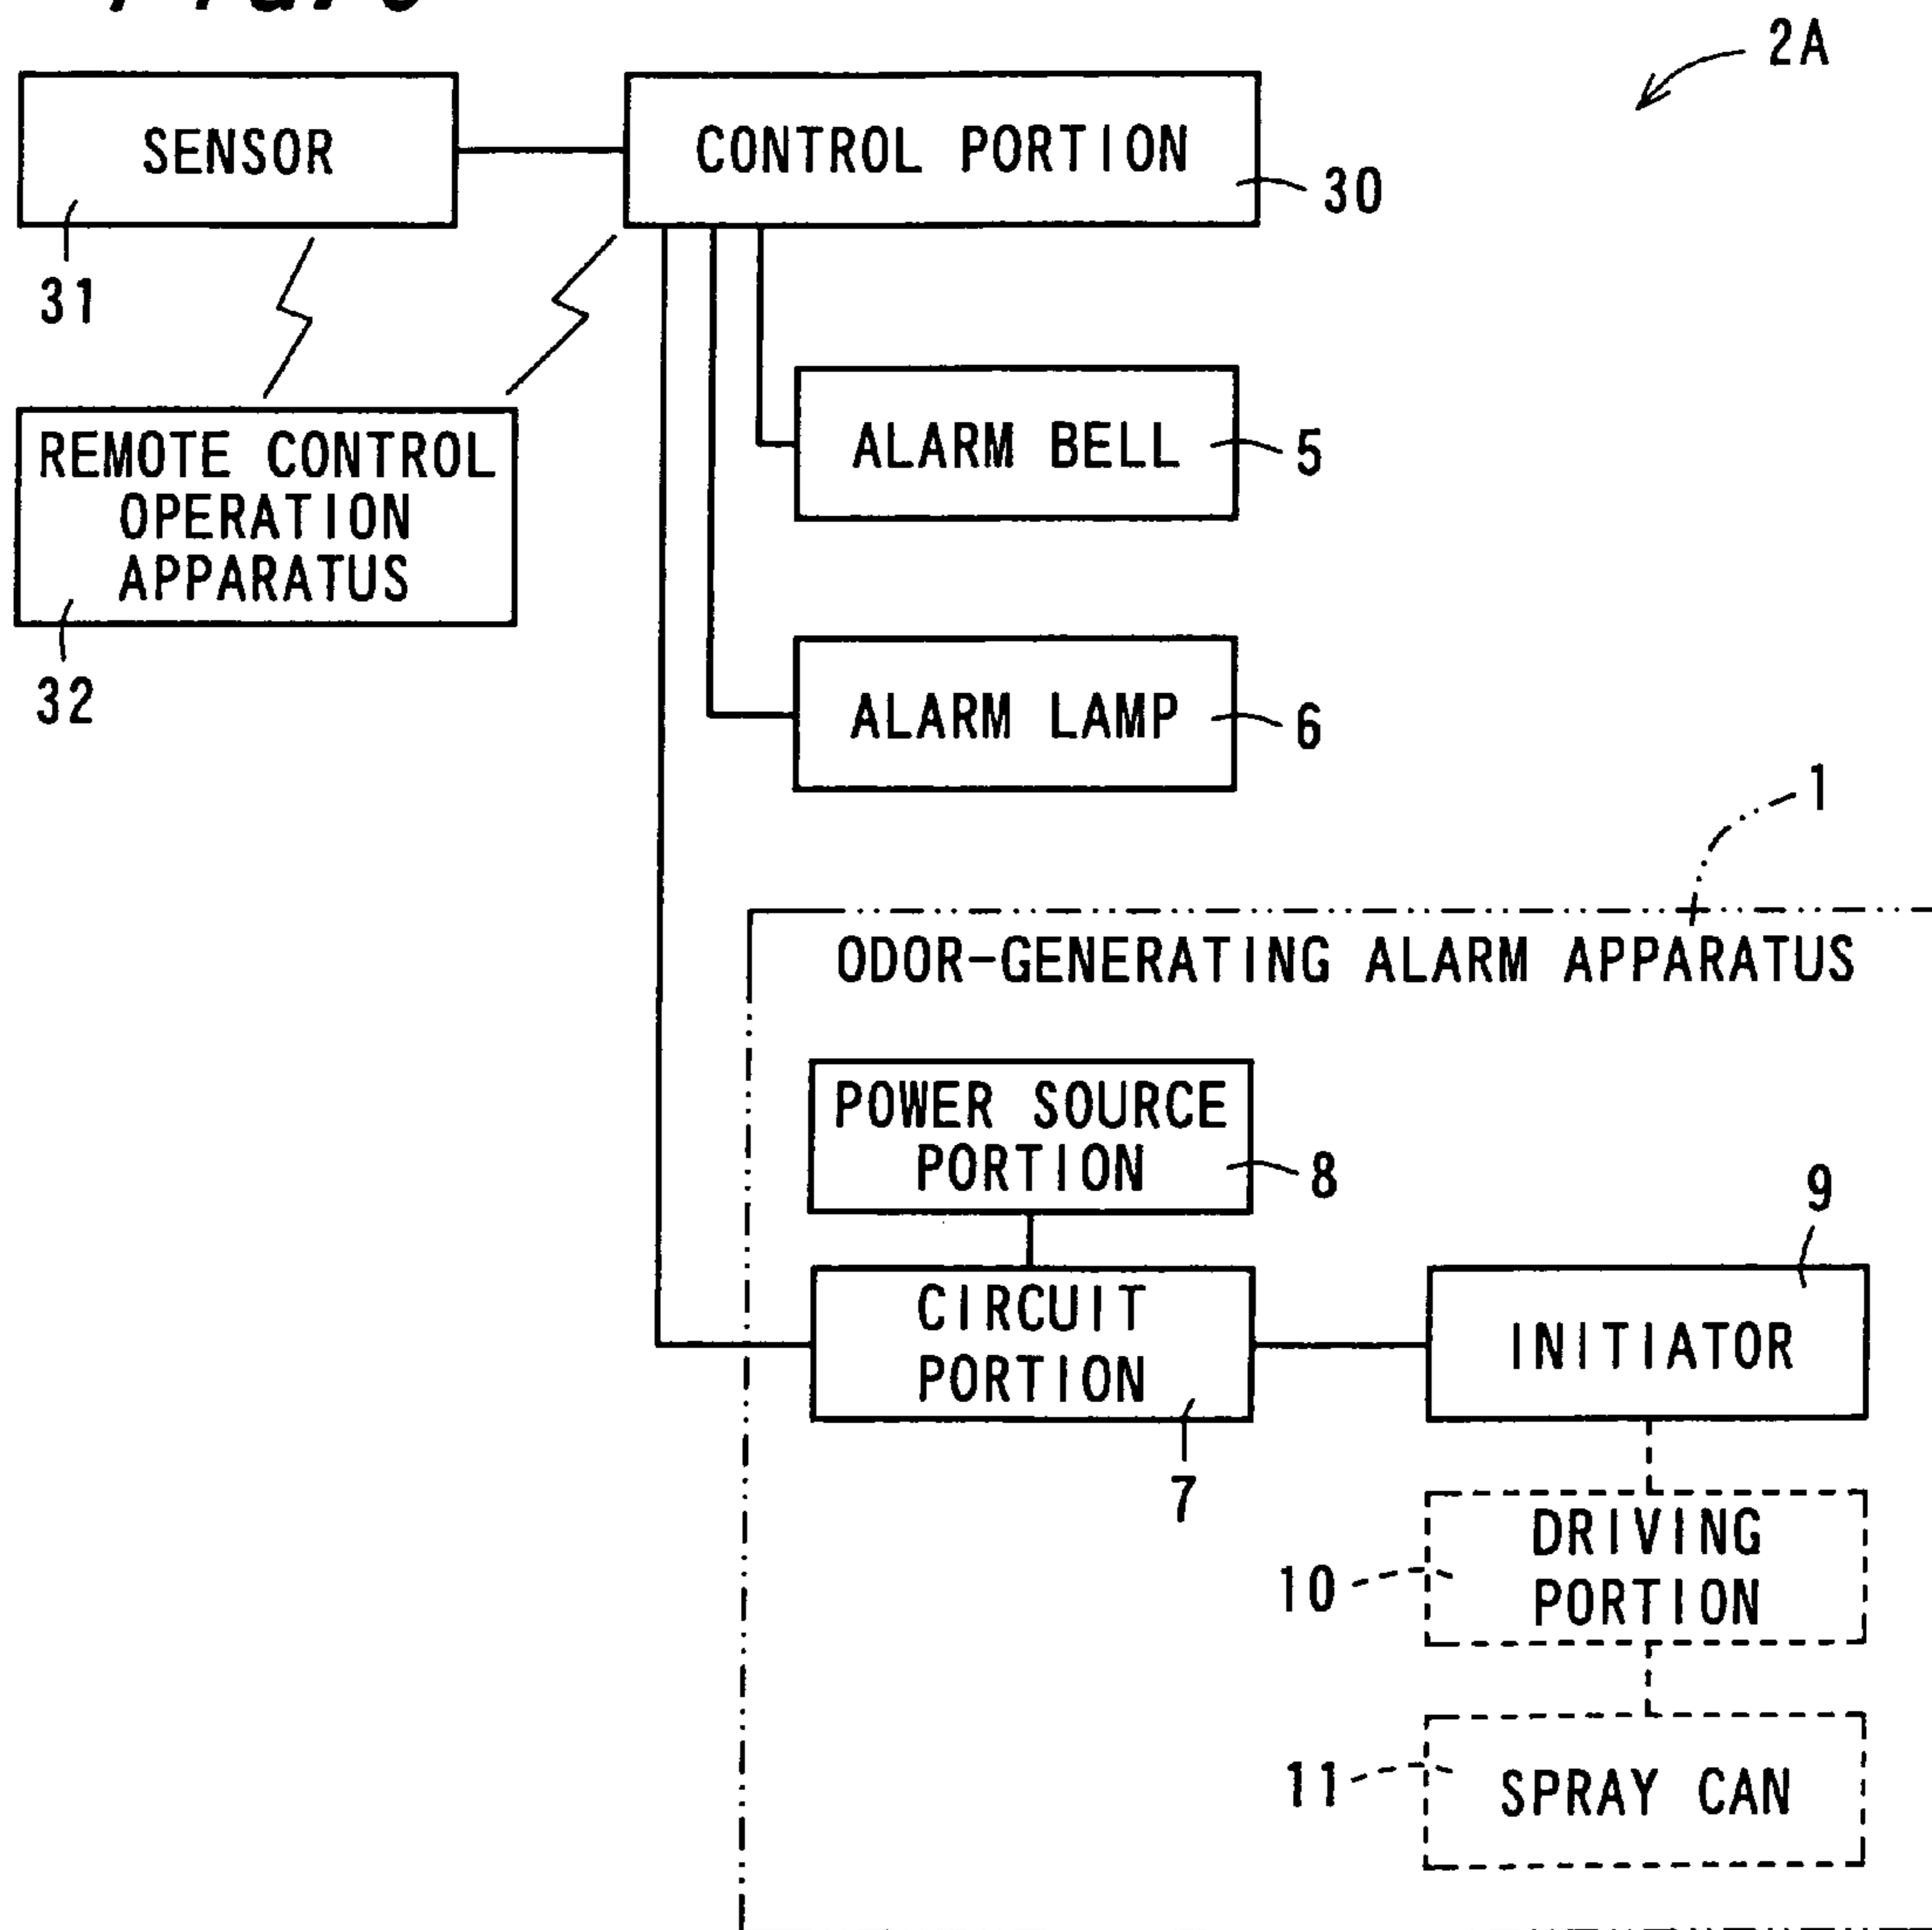 2A
SENSOR
CONTROL PORTION
30
31
REMOTE CONTROL
OPERATION
APPARATUS
32
ALARM BELL
5
ALARM LAMP
6
1
ODOR-GENERATING ALARM APPARATUS
POWER SOURCE
PORTION
8
9
CIRCUIT
PORTION
7
INITIATOR
DRIVING
PORTION
10
11
SPRAY CAN